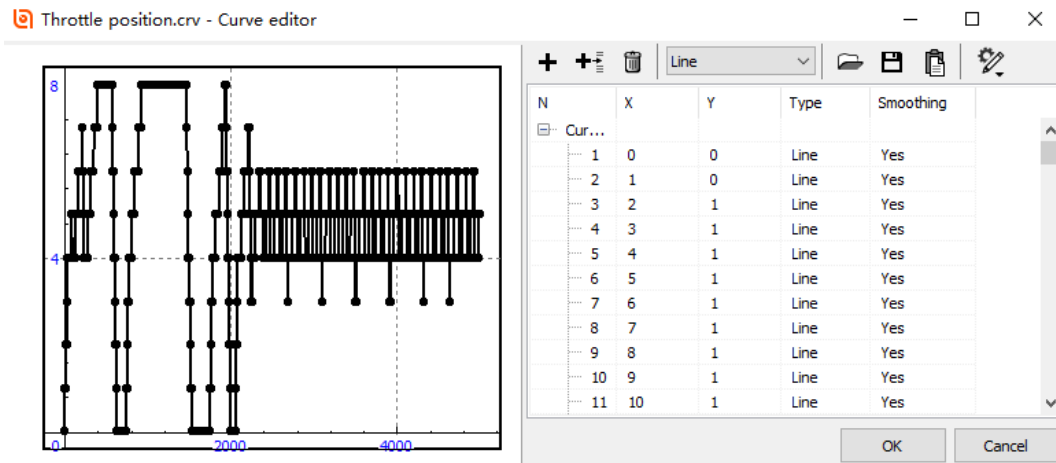 Throttle position.crv - Curve editor
Line
8
4
0
2000
4000
N X Y Type Smoothing
Cur...
1 0 0 Line Yes
2 1 0 Line Yes
3 2 1 Line Yes
4 3 1 Line Yes
5 4 1 Line Yes
6 5 1 Line Yes
7 6 1 Line Yes
8 7 1 Line Yes
9 8 1 Line Yes
10 9 1 Line Yes
11 10 1 Line Yes
OK Cancel